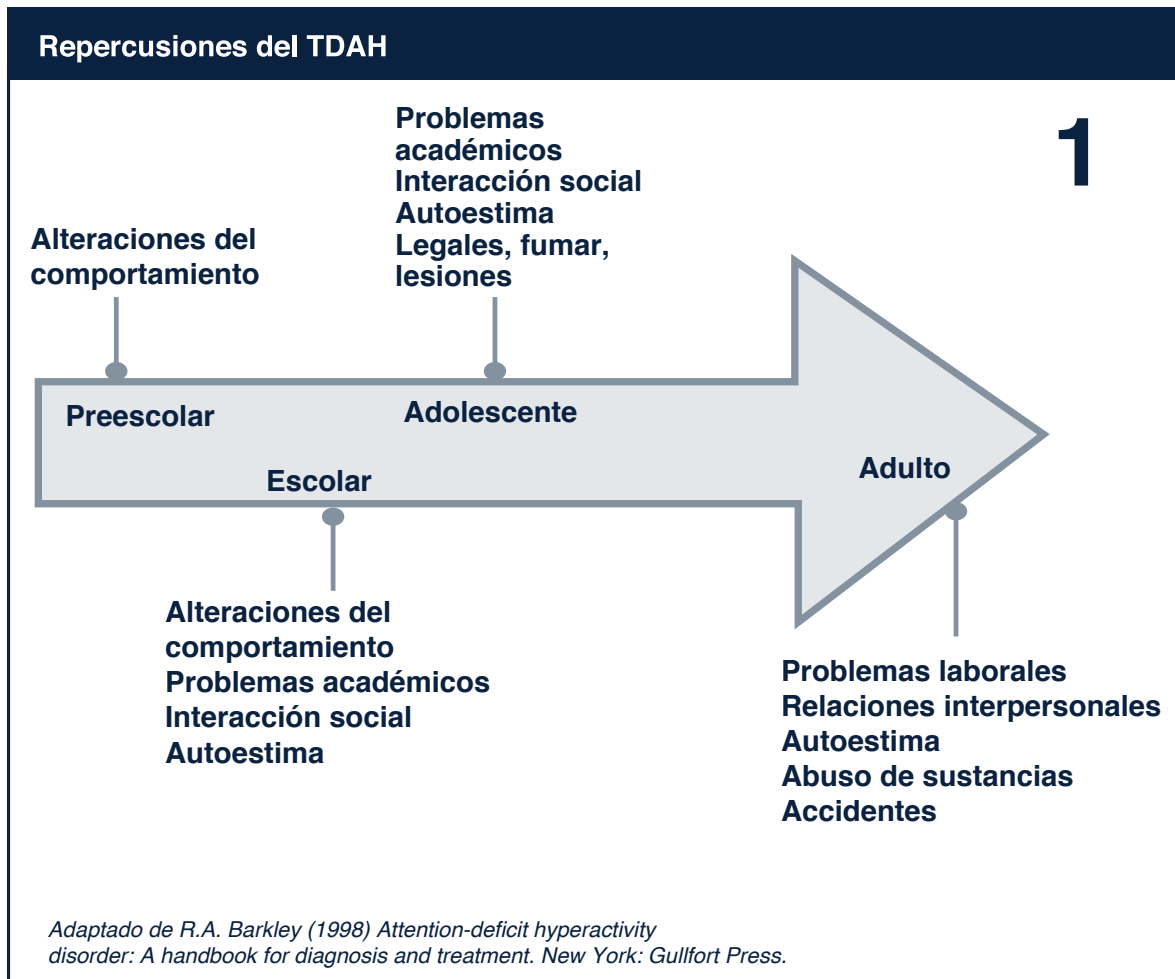 Repercusiones del TDAH
1
Problemas
académicos
Interacción social
Autoestima
Legales, fumar,
lesiones
Alteraciones del
comportamiento
Preescolar
Adolescente
Escolar
Adulto
Alteraciones del
comportamiento
Problemas académicos
Interacción social
Autoestima
Problemas laborales
Relaciones interpersonales
Autoestima
Abuso de sustancias
Accidentes
Adaptado de R.A. Barkley (1998) Attention-deficit hyperactivity
disorder: A handbook for diagnosis and treatment. New York: Gullfort Press.